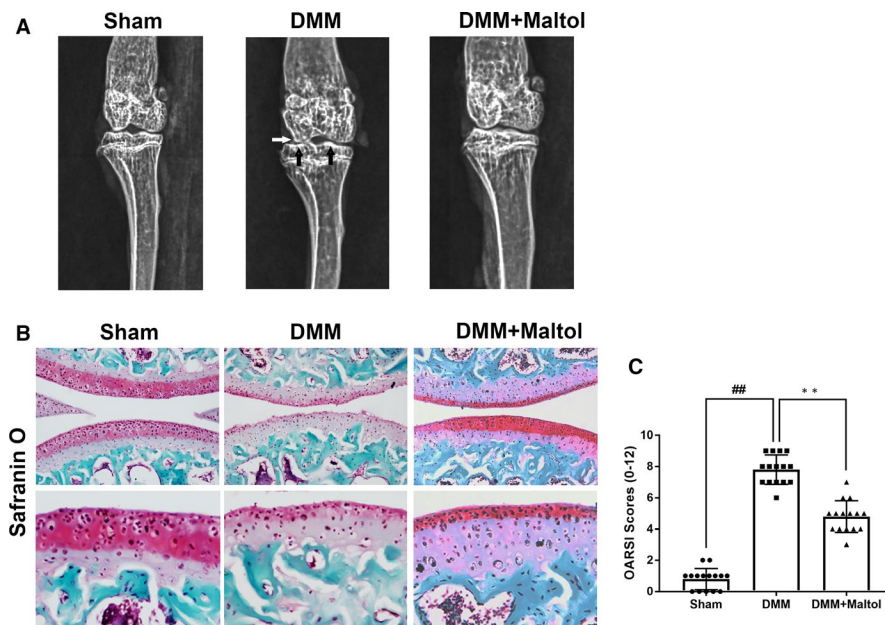 A
Sham
DMM
DMM+Maltol
B
Sham
DMM
DMM+Maltol
Safranin O
C
##
**
OARSI Scores (0-12)
10
8
6
4
2
0
Sham
DMM
DMM+Maltol